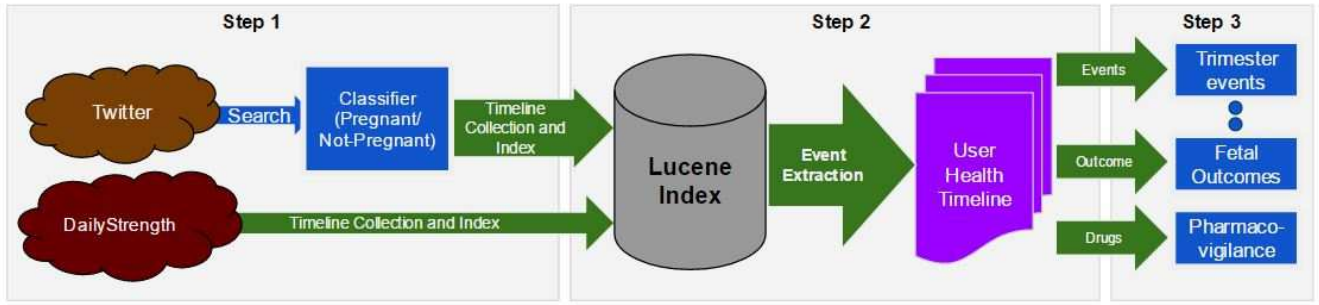 Step 1
Step 2
Step 3
Twitter
Search
Classifier
(Pregnant/
Not-Pregnant)
Timeline
Collection and
Index
DailyStrength
Timeline Collection and Index
Lucene
Index
Event
Extraction
User
Health
Timeline
Events
Trimester
events
Outcome
Fetal
Outcomes
Drugs
Pharmaco-
vigilance